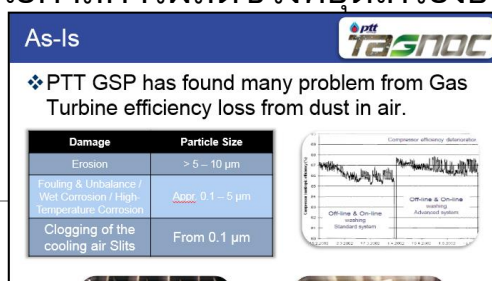 As-Is
ptt
TaGnOC
❖PTT GSP has found many problem from Gas
Turbine efficiency loss from dust in air.
Damage Particle Size
Erosion > 5 – 10 µm
Fouling & Unbalance /
Wet Corrosion / High-
Temperature Corrosion
Appr. 0.1 – 5 µm
Clogging of the
cooling air Slits
From 0.1 µm
Compressor efficiency deterioration
Off-line & On-line
washing
Standard system
Off-line & On-line
washing
Advanced system